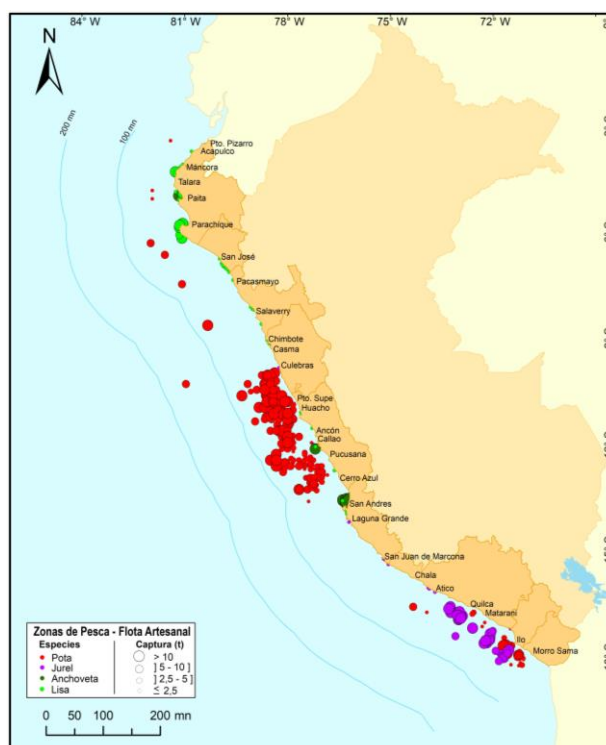 84°W 81°W 78°W 75°W 72°W
N
200 mn
100 mn
Pto. Pizarro
Acapulco
Máncora
Talara
Paita
Parachique
San José
Pacasmayo
Salaverry
Chimbote
Casma
Culebras
Pto. Supe
Huacho
Ancón
Callao
Pucusana
Cerro Azul
San Andres
Laguna Grande
San Juan de Marcona
Chala
Atico
Quilca
Matarani
Ilo
Morro Sama
Zonas de Pesca - Flota Artesanal
Especies Captura (t)
Pota > 10
Jurel ] 5 - 10 ]
Anchoveta ] 2,5 - 5 ]
Lisa ≤ 2,5
0 50 100 200 mn